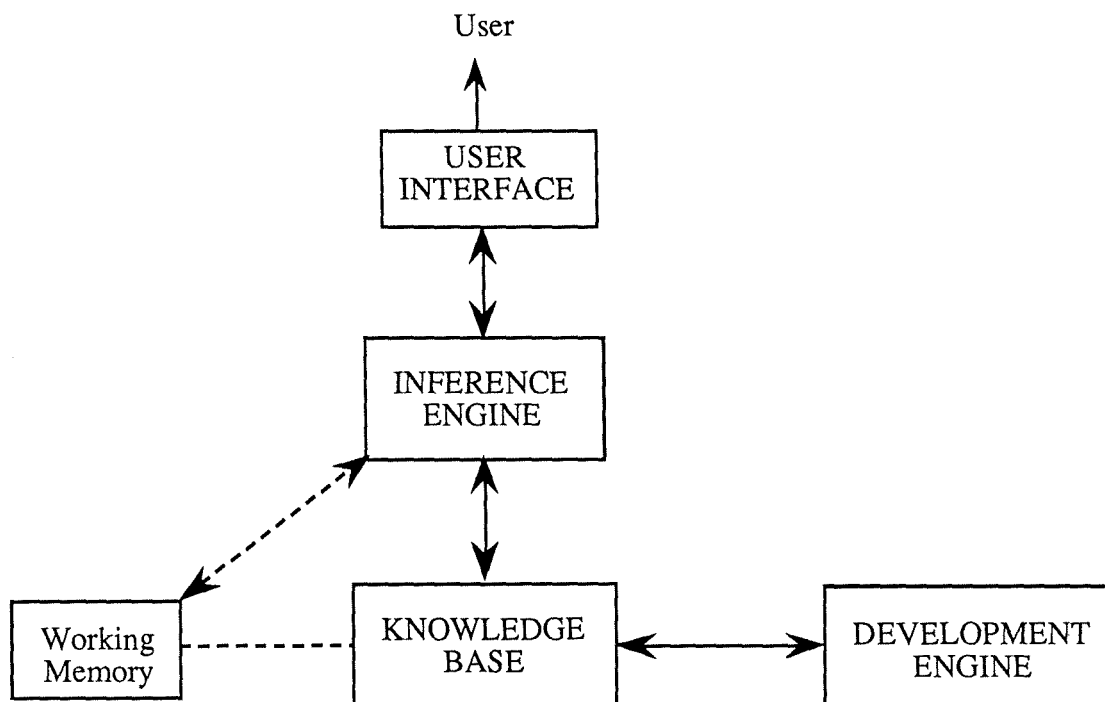 User
USER
INTERFACE
INFERENCE
ENGINE
Working
Memory
KNOWLEDGE
BASE
DEVELOPMENT
ENGINE